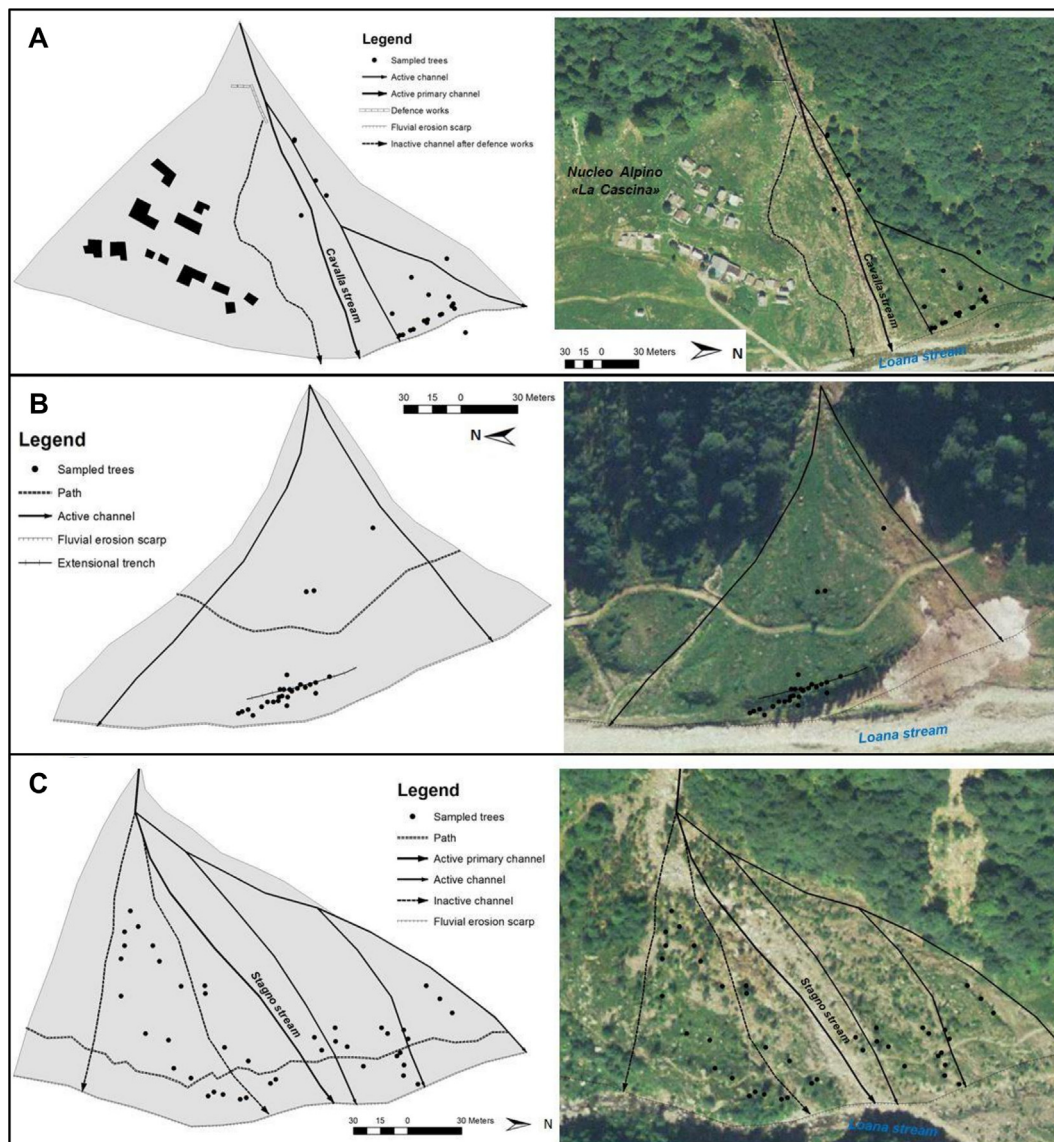 A
Legend
Sampled trees
Active channel
Active primary channel
Defence works
Fluvial erosion scarp
Inactive channel after defence works
Cavalla stream
Nucleo Alpino
«La Cascina»
Cavalla stream
30 15 0 30 Meters
N
Loana stream
B
30 15 0 30 Meters
N
Legend
Sampled trees
Path
Active channel
Fluvial erosion scarp
Extensional trench
Loana stream
C
Legend
Sampled trees
Path
Active primary channel
Active channel
Inactive channel
Fluvial erosion scarp
Stagno stream
30 15 0 30 Meters
N
Stagno stream
Loana stream